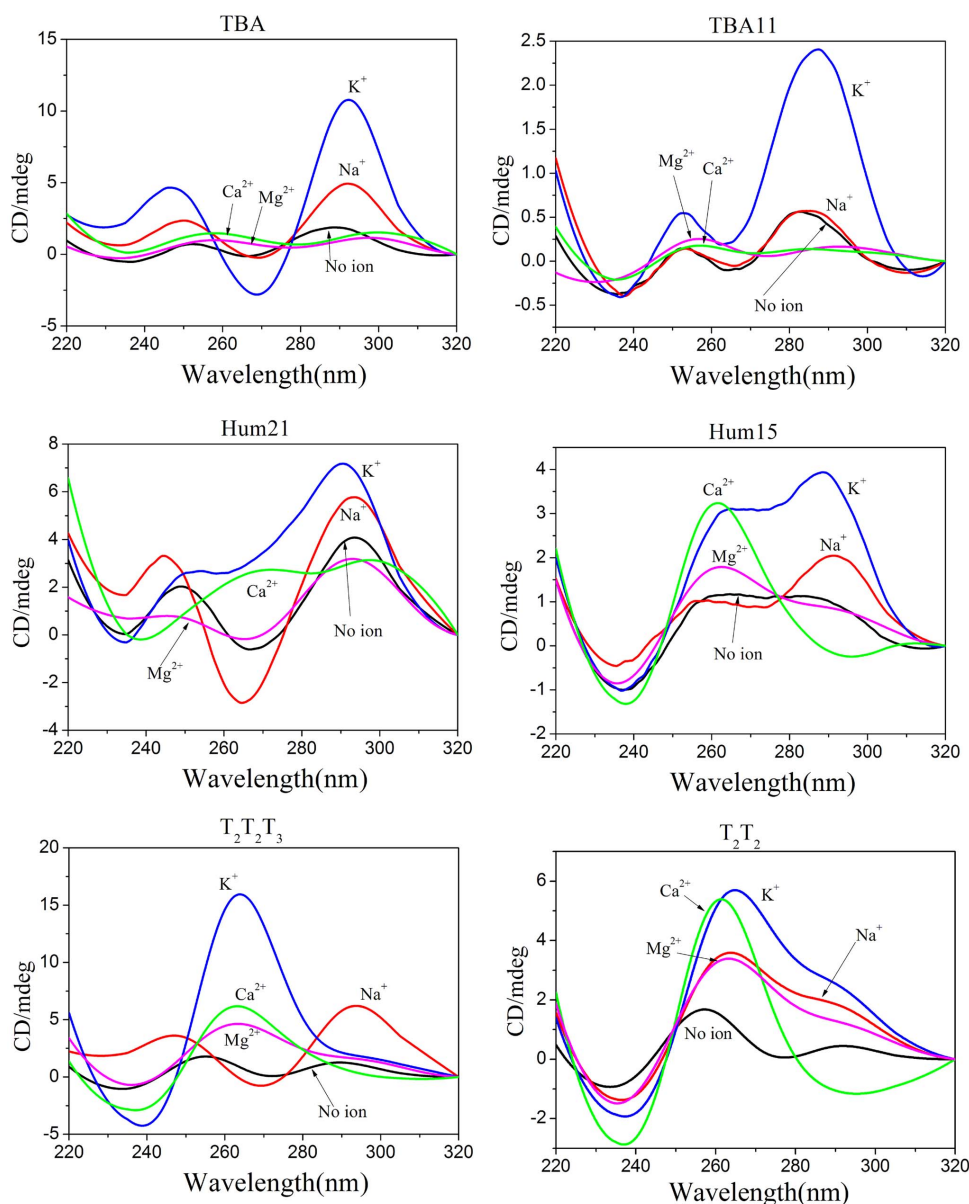 TBA
CD/mdeg
15
10
5
0
-5
K⁺
Na⁺
Ca²⁺
Mg²⁺
No ion
220 240 260 280 300 320
Wavelength(nm)
TBA11
CD/mdeg
2.5
2.0
1.5
1.0
0.5
0.0
-0.5
K⁺
Mg²⁺
Ca²⁺
Na⁺
No ion
220 240 260 280 300 320
Wavelength(nm)
Hum21
CD/mdeg
8
6
4
2
0
-2
-4
K⁺
Na⁺
Ca²⁺
No ion
Mg²⁺
220 240 260 280 300 320
Wavelength(nm)
Hum15
CD/mdeg
4
3
2
1
0
-1
-2
Ca²⁺
K⁺
Mg²⁺
Na⁺
No ion
220 240 260 280 300 320
Wavelength(nm)
T₂T₂T₃
CD/mdeg
20
15
10
5
0
-5
K⁺
Ca²⁺
Na⁺
Mg²⁺
No ion
220 240 260 280 300 320
Wavelength(nm)
T₂T₂
CD/mdeg
6
4
2
0
-2
Ca²⁺
K⁺
Mg²⁺
Na⁺
No ion
220 240 260 280 300 320
Wavelength(nm)